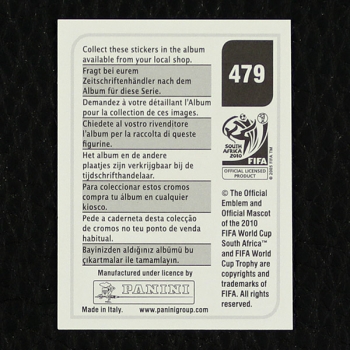 Collect these stickers in the album
available from your local shop.
Fragt bei eurem
Zeitschriftenhändler nach dem
Album für diese Serie.
Demandez à votre détaillant l'Album
pour la collection de ces images.
Chiedete al vostro rivenditore
l'album per la raccolta di queste
figurine.
Het album en de andere
plaatjes zijn verkrijgbaar bij de
tijdschrifthandelaar.
Para coleccionar estos cromos
compra tu álbum en cualquier
kiosco.
Pede a caderneta desta colecção
de cromos no teu ponto de venda
habitual.
Bayinizden aldığınız albümü bu
çıkartmalar ile tamamlayın.
Manufactured under licence by
PANINI
Made in Italy. www.paninigroup.com
479
SOUTH AFRICA
2010
FIFA
OFFICIAL LICENSED
PRODUCT
© 2005 FIFA TM
© The Official
Emblem and
Official Mascot
of the 2010
FIFA World Cup
South Africa™
and FIFA World
Cup Trophy are
copyrights and
trademarks of
FIFA. All rights
reserved.